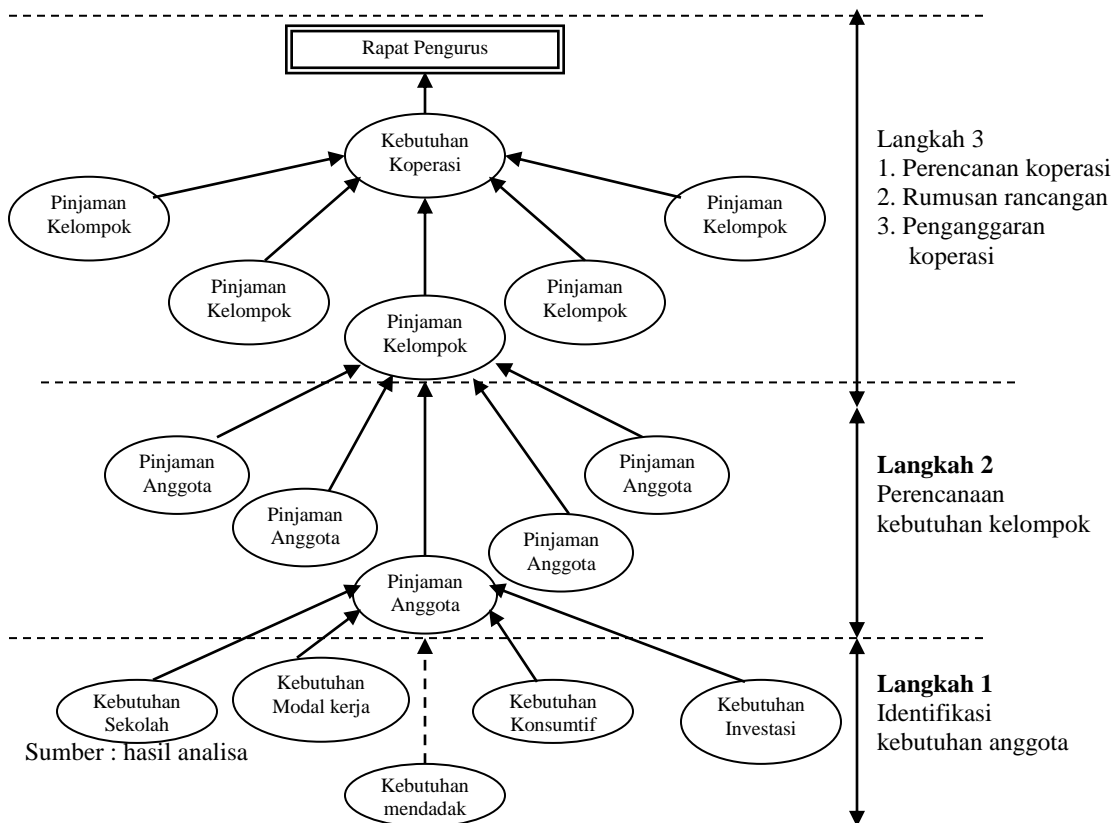 Rapat Pengurus
Kebutuhan
Koperasi
Pinjaman
Kelompok
Pinjaman
Kelompok
Pinjaman
Kelompok
Pinjaman
Kelompok
Pinjaman
Kelompok
Langkah 3
1. Perencanan koperasi
2. Rumusan rancangan
3. Penganggaran
koperasi
Pinjaman
Anggota
Pinjaman
Anggota
Pinjaman
Anggota
Pinjaman
Anggota
Pinjaman
Anggota
Langkah 2
Perencanaan
kebutuhan kelompok
Kebutuhan
Sekolah
Kebutuhan
Modal kerja
Kebutuhan
Konsumtif
Kebutuhan
Investasi
Kebutuhan
mendadak
Langkah 1
Identifikasi
kebutuhan anggota
Sumber : hasil analisa